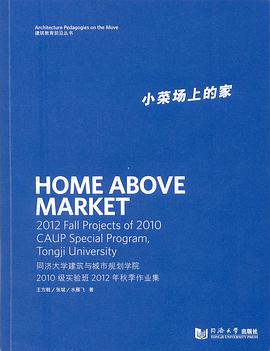 Architecture Pedagogies on the Move
建筑教育前沿丛书
小菜场上的家
HOME ABOVE
MARKET
2012 Fall Projects of 2010
CAUP Special Program,
Tongji University
同济大学建筑与城市规划学院
2010 级实验班 2012 年秋季作业集
王方戟/张斌/水雁飞 著
同济大学 出版社
TONGJI UNIVERSITY PRESS